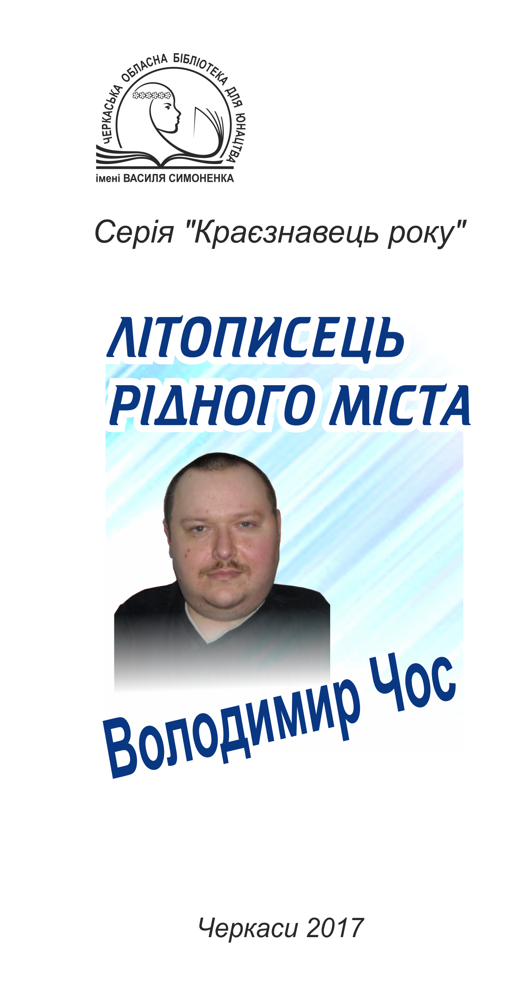 ЧЕРКАСЬКА ОБЛАСНА БІБЛІОТЕКА ДЛЯ ЮНАЦТВА
імені ВАСИЛЯ СИМОНЕНКА
Серія "Краєзнавець року"
ЛІТОПИСЕЦЬ
РІДНОГО МІСТА
Володимир Чос
Черкаси 2017